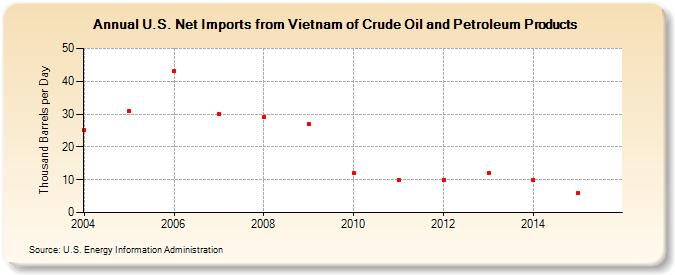 Annual U.S. Net Imports from Vietnam of Crude Oil and Petroleum Products
Thousand Barrels per Day
50
40
30
20
10
0
2004 2006 2008 2010 2012 2014
Source: U.S. Energy Information Administration